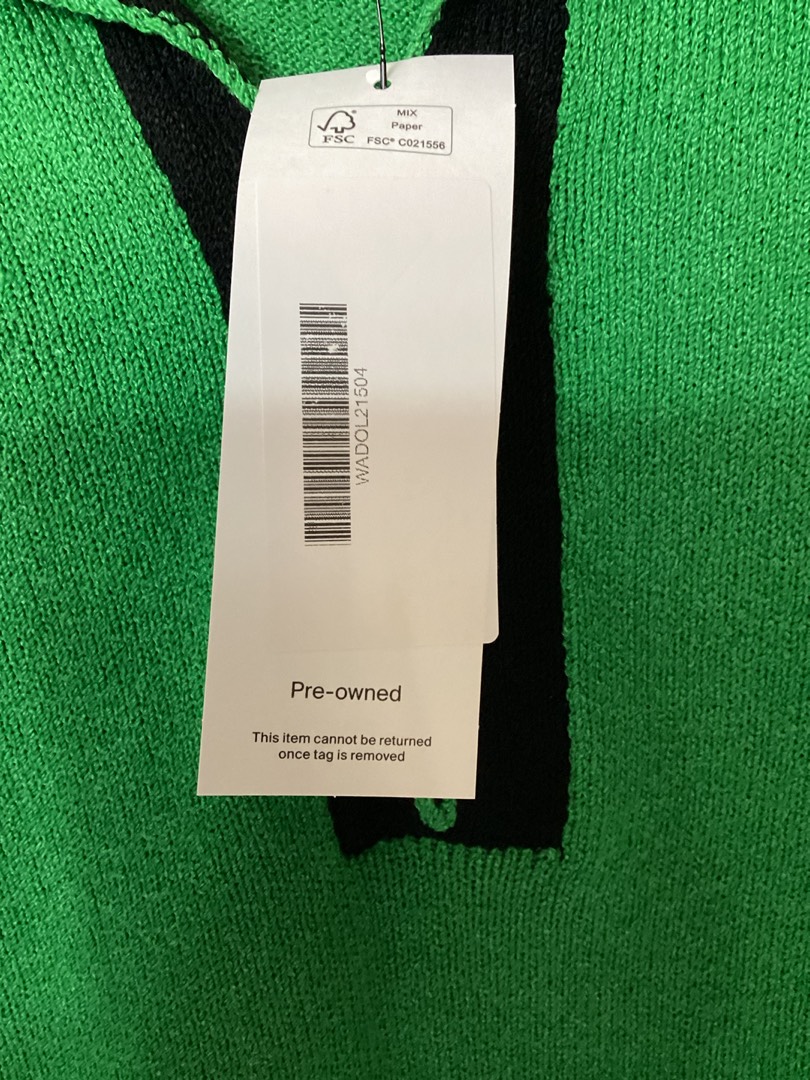 MIX
Paper
FSC® C021556
FSC
WADOL21504
Pre-owned
This item cannot be returned
once tag is removed